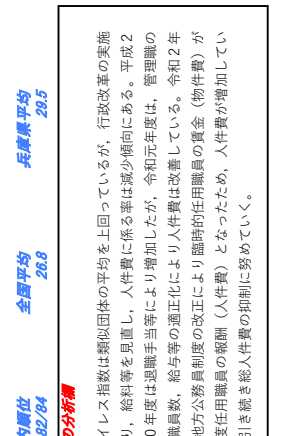 内順位 全国平均 兵庫県平均
82/84 26.8 29.5
の分析欄
イレス指数は類似団体の平均を上回っているが，行政改革の実施
り，給料等を見直し，人件費に係る率は減少傾向にある。平成２
０年度は退職手当等により増加したが，令和元年度は，管理職の
職員数，給与等の適正化により人件費は改善している。令和２年
地方公務員制度の改正により臨時的任用職員の賃金（物件費）が
度任用職員の報酬（人件費）となったため，人件費が増加してい
引き続き総人件費の抑制に努めていく。